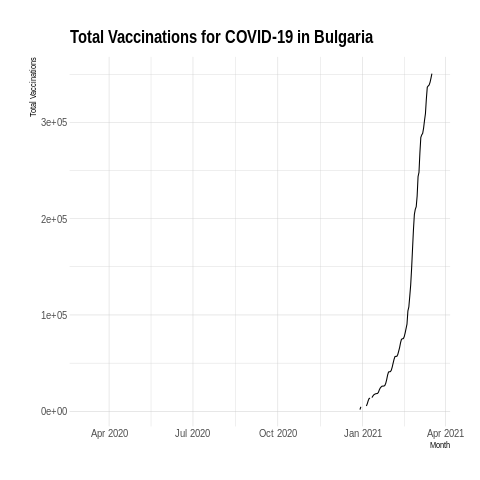 Total Vaccinations for COVID-19 in Bulgaria
Total Vaccinations
3e+05
2e+05
1e+05
0e+00
Apr 2020 Jul 2020 Oct 2020 Jan 2021 Apr 2021
Month